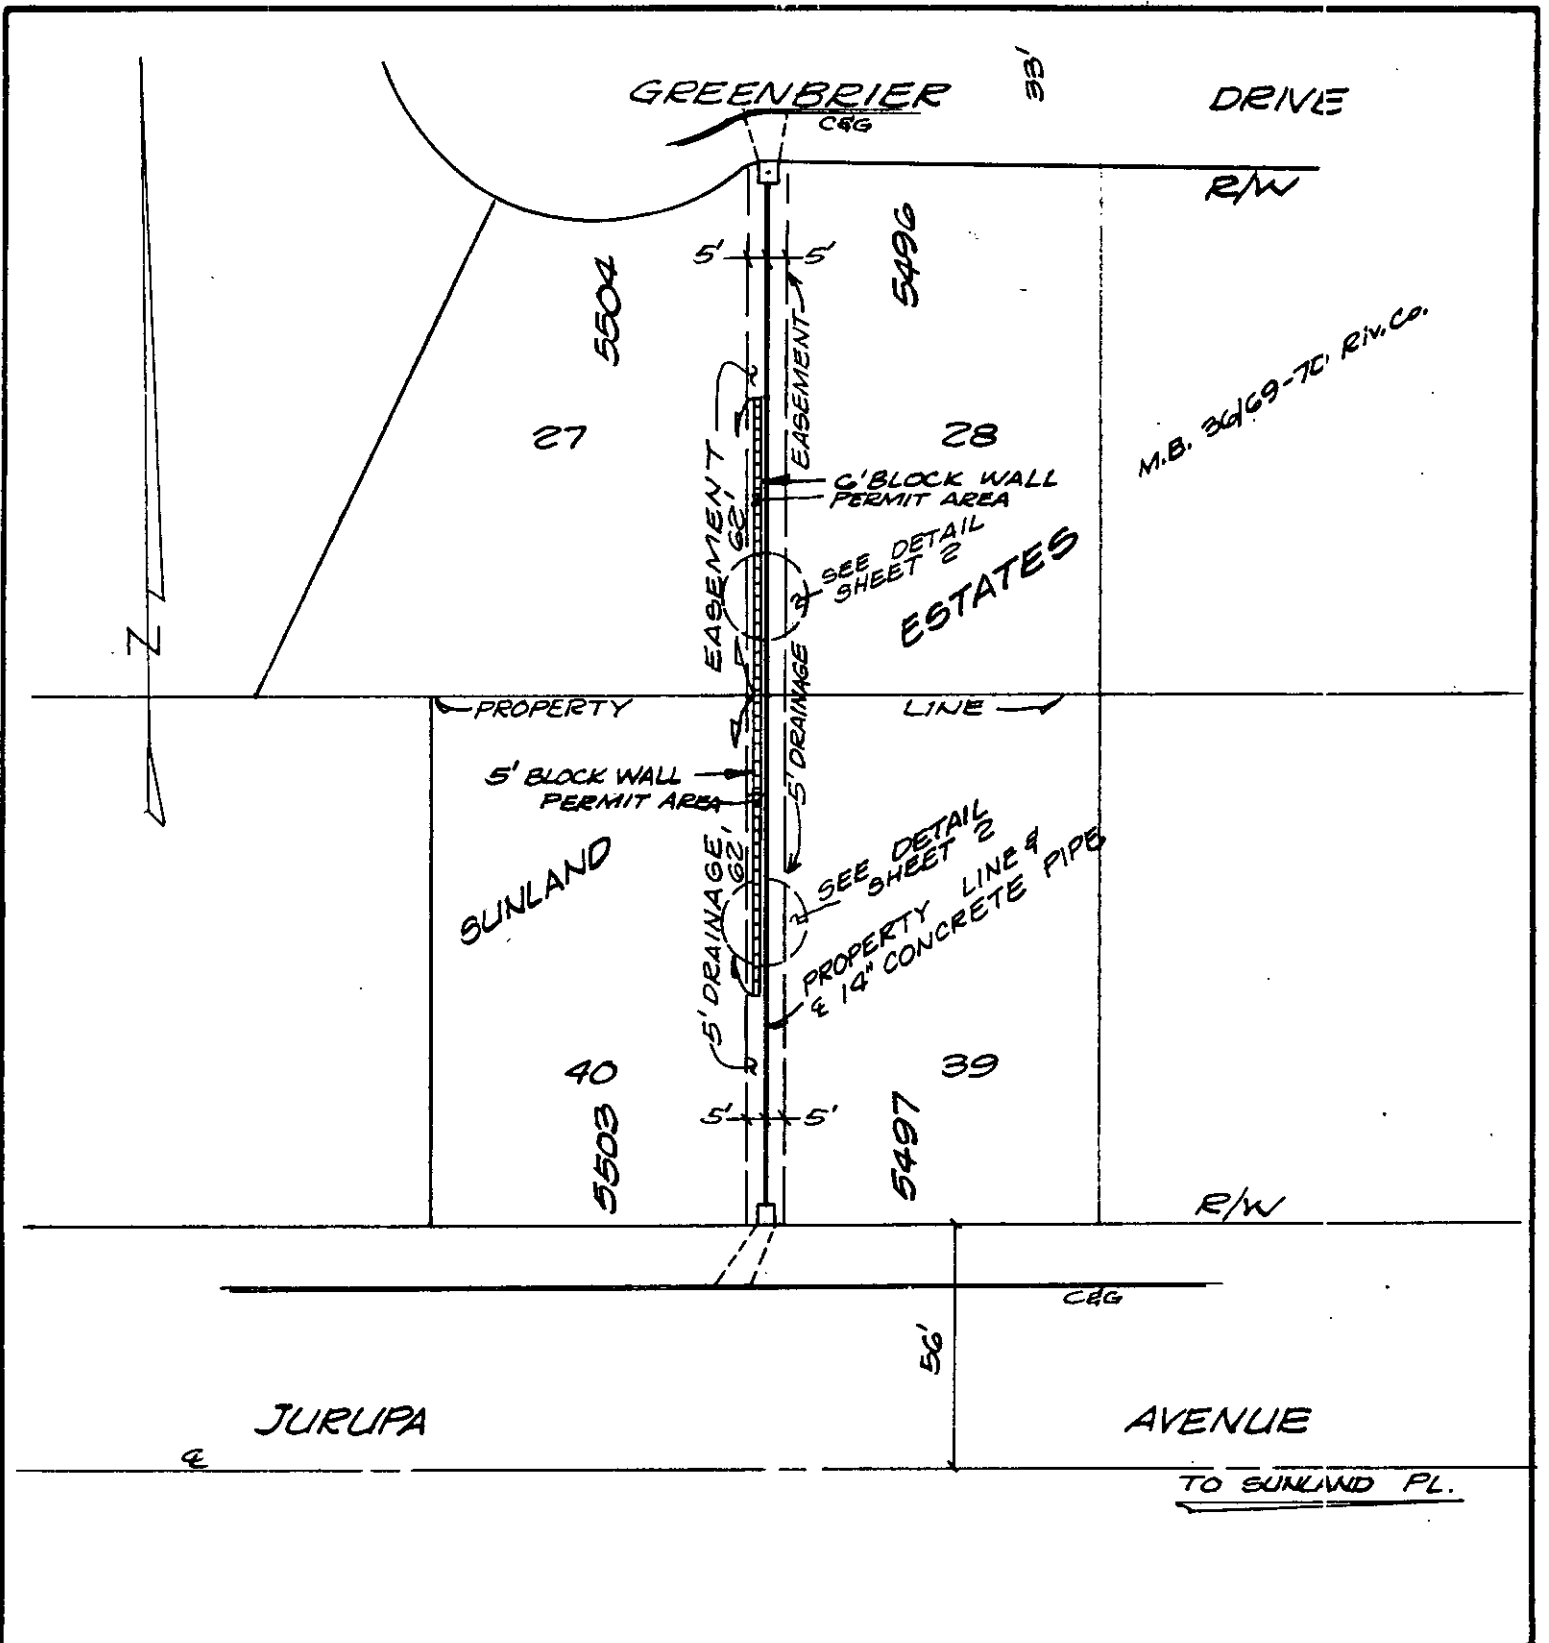 GREENBRIER DRIVE
33'
C&G
R/W
5' 5'
5504
5496
EASEMENT
EASEMENT
M.B. 36/69-70 Riv. Co.
27
28
6' BLOCK WALL
PERMIT AREA
62'
SEE DETAIL
SHEET 2
ESTATES
N
PROPERTY LINE
5' DRAINAGE
5' BLOCK WALL
PERMIT AREA
SUNLAND
62'
5' DRAINAGE
SEE DETAIL
SHEET 2
PROPERTY LINE &
℄ 14" CONCRETE PIPE
40
39
5503
5497
5' 5'
R/W
C&G
56'
JURUPA AVENUE
℄
TO SUNLAND PL.